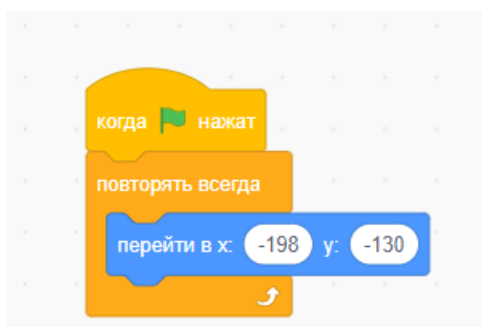 когда нажат
повторять всегда
перейти в x: -198 y: -130